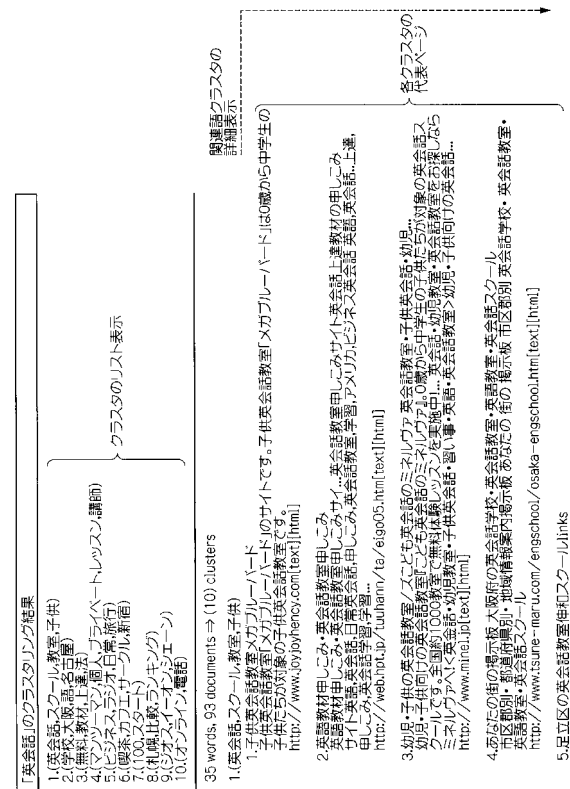 「英会話」のクラスタリング結果
1.(英会話,スクール,教室,子供)
2.(学校,大阪,語,名古屋)
3.(無料,教材,上達,法)
4.(マンツーマン,個人,プライベート,レッスン,講師)
5.(ビジネス,ラジオ,日常,旅行)
6.(喫茶,カフェ,サークル,新宿)
7.(100,スタート)
8.(札幌,比較,ランキング)
9.(ジオス,イーオン,シェーン)
10.(オンライン,電話)
クラスタのリスト表示
35 words, 93 documents ⇒ (10) clusters
関連語クラスタの
詳細表示
1.(英会話,スクール,教室,子供)
1.子供英会話教室メガブルーバード
子供英会話教室「メガブルーバード」のサイトです。子供英会話教室「メガブルーバード」は0歳から中学生の
子供たちが対象の子供英会話教室です。
http://www.joyjoyhency.com[text][html]
2.英語教材申しこみ・英会話教室申しこみ
英語教材申しこみ・英会話教室申しこみサイ...英会話教室申しこみサイト英会話上達教材の申しこみ
サイト英語,英会話,日常英会話,申しこみ,英会話教室,学習,アメリカ,ビジネス英会話 英語,英会話...上達,
申しこみ,英会話学習,学習...
http://web.hpt.jp/tuuhann/ta/eigo05.htm[text][html]
3.幼児・子供の英会話教室/スこども英会話のミネルヴァ 英会話教室・子供英会話・幼児...
幼児・子供向けの英会話教室『こども英会話のミネルヴァ』。0歳から中学生の子供たちが対象の英会話ス
クールです。全国約1000教室で無料体験レッスンを実施中!... 英会話・幼児教室・英会話教室をお探しなら
ミネルヴァへ!<英会話・幼児教室・子供英会話・習い事・英語・英会話教室>幼児・子供向けの英会話...
http://www.minel.jp[text][html]
4.あなたの街の掲示板 大阪府の英会話学校・英会話教室・英語教室・英会話スクール
市区郡別・都道府県別・地域情報案内掲示板 あなたの 街の 掲示板 市区郡別 英会話学校・英会話教室・
英語教室・英会話スクール
http://www.tsune-maru.com/engschool/osaka-engschool.htm[text][html]
5.足立区の英会話教室伸和スクールJlinks
各クラスタの
代表ページ